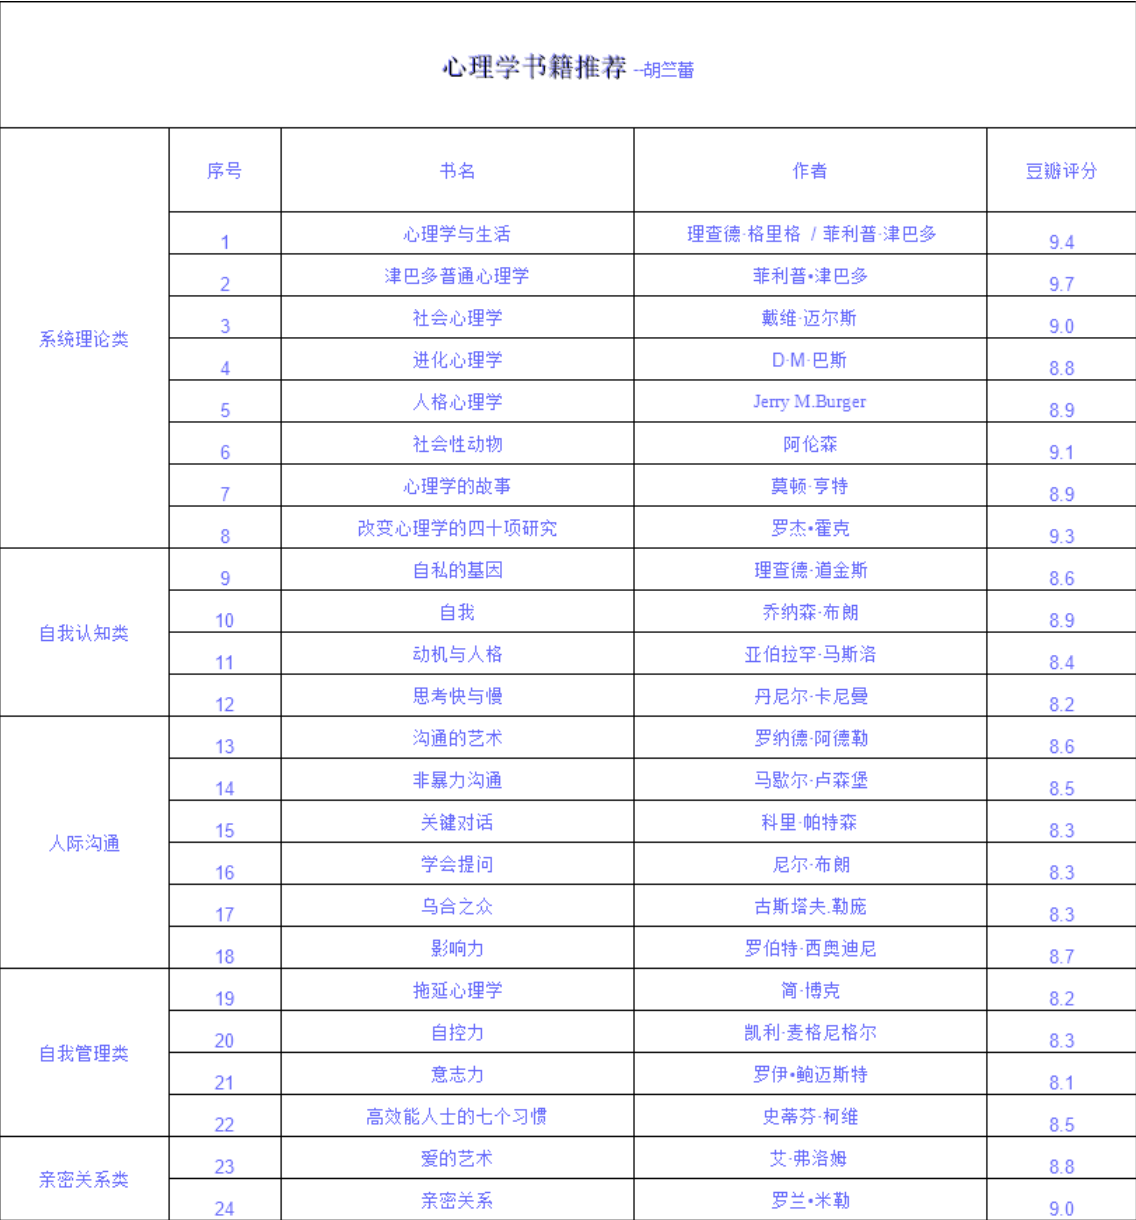 心理学书籍推荐 --胡竺蕾
序号 书名 作者 豆瓣评分
系统理论类
1 心理学与生活 理查德·格里格 / 菲利普·津巴多 9.4
2 津巴多普通心理学 菲利普•津巴多 9.7
3 社会心理学 戴维·迈尔斯 9.0
4 进化心理学 D·M·巴斯 8.8
5 人格心理学 Jerry M.Burger 8.9
6 社会性动物 阿伦森 9.1
7 心理学的故事 莫顿·亨特 8.9
8 改变心理学的四十项研究 罗杰•霍克 9.3
自我认知类
9 自私的基因 理查德·道金斯 8.6
10 自我 乔纳森·布朗 8.9
11 动机与人格 亚伯拉罕·马斯洛 8.4
12 思考快与慢 丹尼尔·卡尼曼 8.2
人际沟通
13 沟通的艺术 罗纳德·阿德勒 8.6
14 非暴力沟通 马歇尔·卢森堡 8.5
15 关键对话 科里·帕特森 8.3
16 学会提问 尼尔·布朗 8.3
17 乌合之众 古斯塔夫.勒庞 8.3
18 影响力 罗伯特·西奥迪尼 8.7
自我管理类
19 拖延心理学 简·博克 8.2
20 自控力 凯利·麦格尼格尔 8.3
21 意志力 罗伊•鲍迈斯特 8.1
22 高效能人士的七个习惯 史蒂芬·柯维 8.5
亲密关系类
23 爱的艺术 艾·弗洛姆 8.8
24 亲密关系 罗兰•米勒 9.0